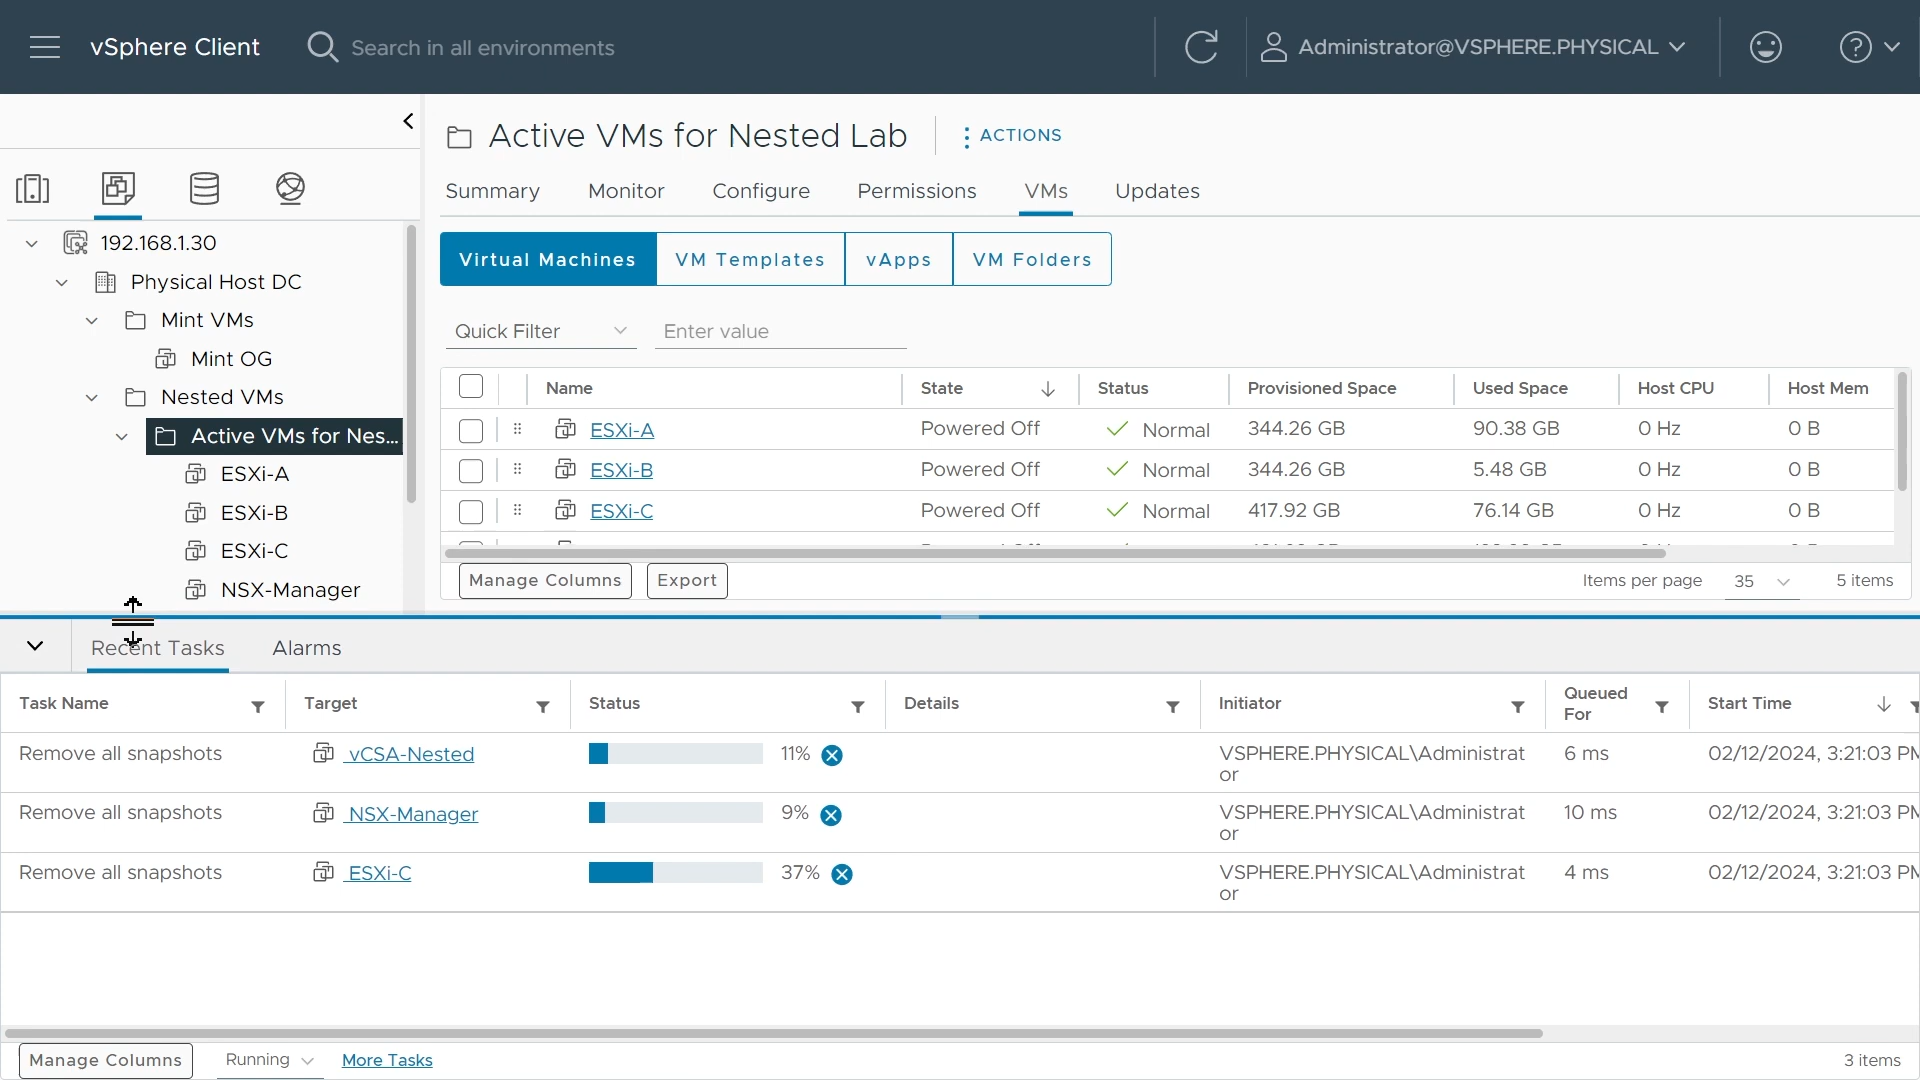 vSphere Client
Search in all environments
Administrator@VSPHERE.PHYSICAL
Active VMs for Nested Lab
ACTIONS
Summary Monitor Configure Permissions VMs Updates
192.168.1.30
Physical Host DC
Mint VMs
Mint OG
Nested VMs
Active VMs for Nes...
ESXi-A
ESXi-B
ESXi-C
NSX-Manager
Virtual Machines VM Templates vApps VM Folders
Quick Filter Enter value
Name State Status Provisioned Space Used Space Host CPU Host Mem
ESXi-A Powered Off Normal 344.26 GB 90.38 GB 0 Hz 0 B
ESXi-B Powered Off Normal 344.26 GB 5.48 GB 0 Hz 0 B
ESXi-C Powered Off Normal 417.92 GB 76.14 GB 0 Hz 0 B
Manage Columns Export Items per page 35 5 items
Recent Tasks Alarms
Task Name Target Status Details Initiator Queued For Start Time
Remove all snapshots vCSA-Nested 11% VSPHERE.PHYSICAL\Administrat 6 ms 02/12/2024, 3:21:03 PM
or
Remove all snapshots NSX-Manager 9% VSPHERE.PHYSICAL\Administrat 10 ms 02/12/2024, 3:21:03 PM
or
Remove all snapshots ESXi-C 37% VSPHERE.PHYSICAL\Administrat 4 ms 02/12/2024, 3:21:03 PM
or
Manage Columns Running More Tasks 3 items